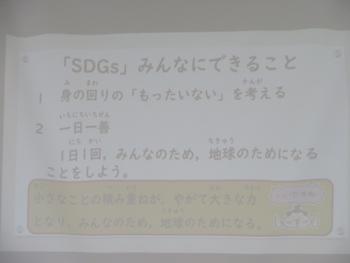 「SDGs」みんなにできること
1 身の回りの「もったいない」を考える
2 一日一善
1日1回，みんなのため，地球のためになる
ことをしよう。
小さなことの積み重ねが，やがて大きな力
となり，みんなのため，地球のためになる。